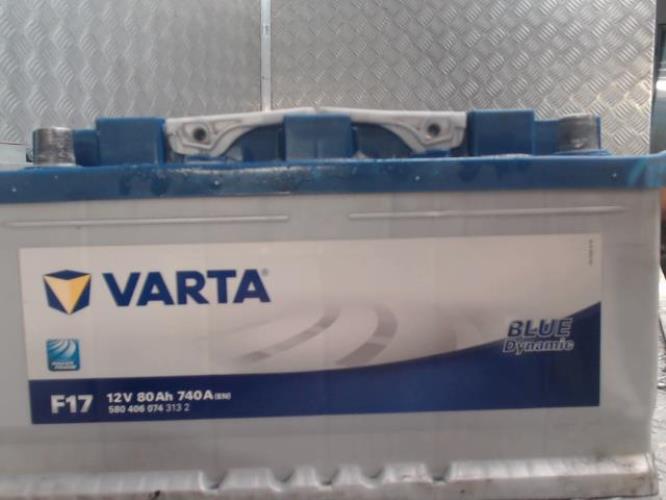 VARTA®
BLUE
Dynamic
F17
12V 80Ah 740A (EN)
580 406 074 313 2